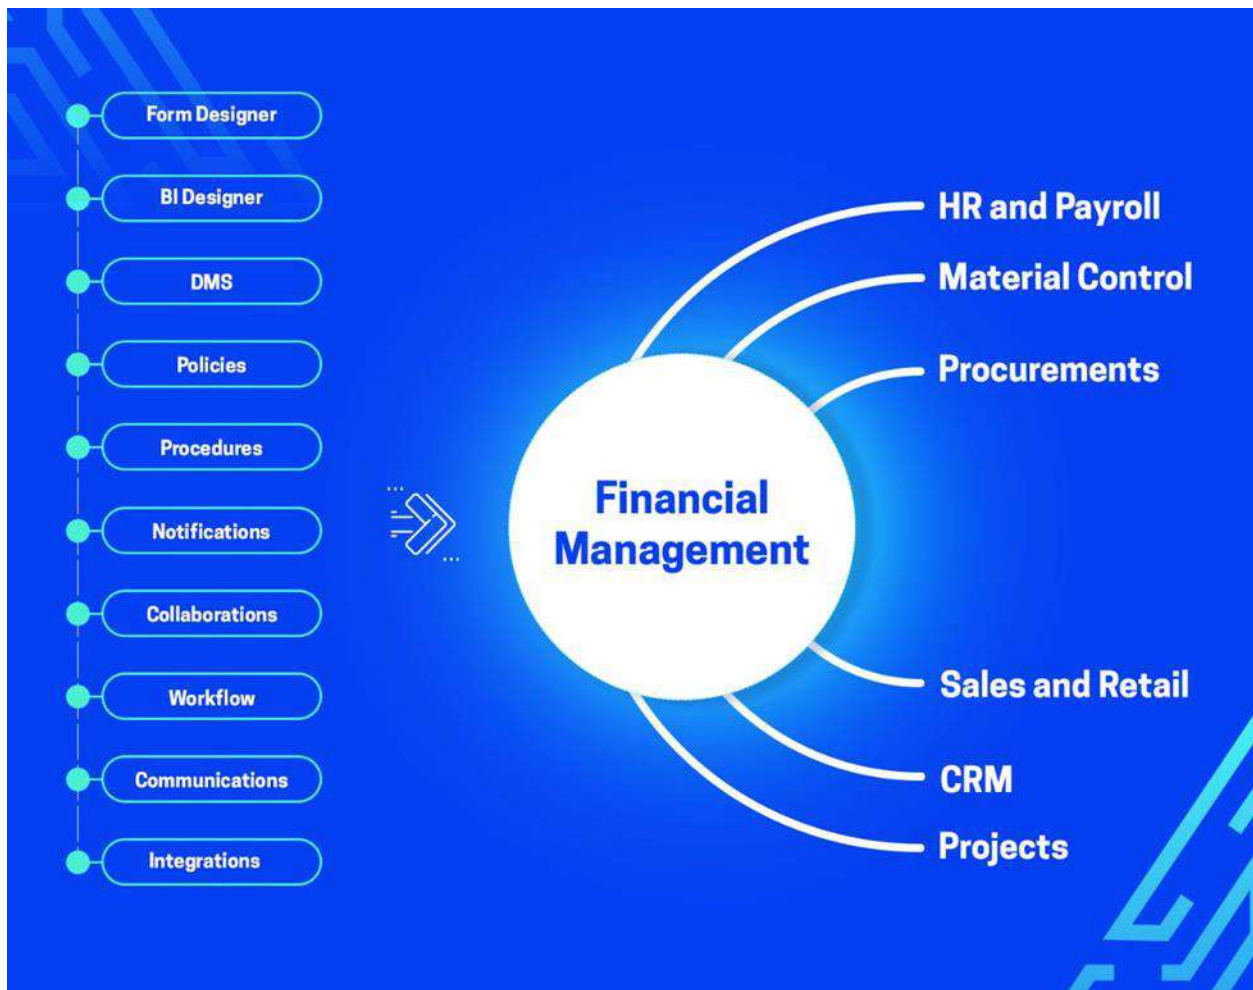 Form Designer
BI Designer
DMS
Policies
Procedures
Notifications
Collaborations
Workflow
Communications
Integrations
Financial
Management
HR and Payroll
Material Control
Procurements
Sales and Retail
CRM
Projects